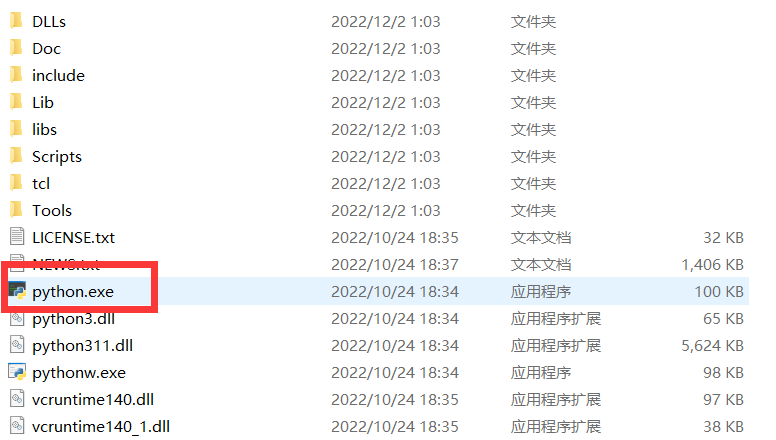 DLLs 2022/12/2 1:03 文件夹
Doc 2022/12/2 1:03 文件夹
include 2022/12/2 1:03 文件夹
Lib 2022/12/2 1:03 文件夹
libs 2022/12/2 1:03 文件夹
Scripts 2022/12/2 1:03 文件夹
tcl 2022/12/2 1:03 文件夹
Tools 2022/12/2 1:03 文件夹
LICENSE.txt 2022/10/24 18:35 文本文档 32 KB
NEWS.txt 2022/10/24 18:37 文本文档 1,406 KB
python.exe 2022/10/24 18:34 应用程序 100 KB
python3.dll 2022/10/24 18:34 应用程序扩展 65 KB
python311.dll 2022/10/24 18:34 应用程序扩展 5,624 KB
pythonw.exe 2022/10/24 18:34 应用程序 98 KB
vcruntime140.dll 2022/10/24 18:35 应用程序扩展 97 KB
vcruntime140_1.dll 2022/10/24 18:35 应用程序扩展 38 KB